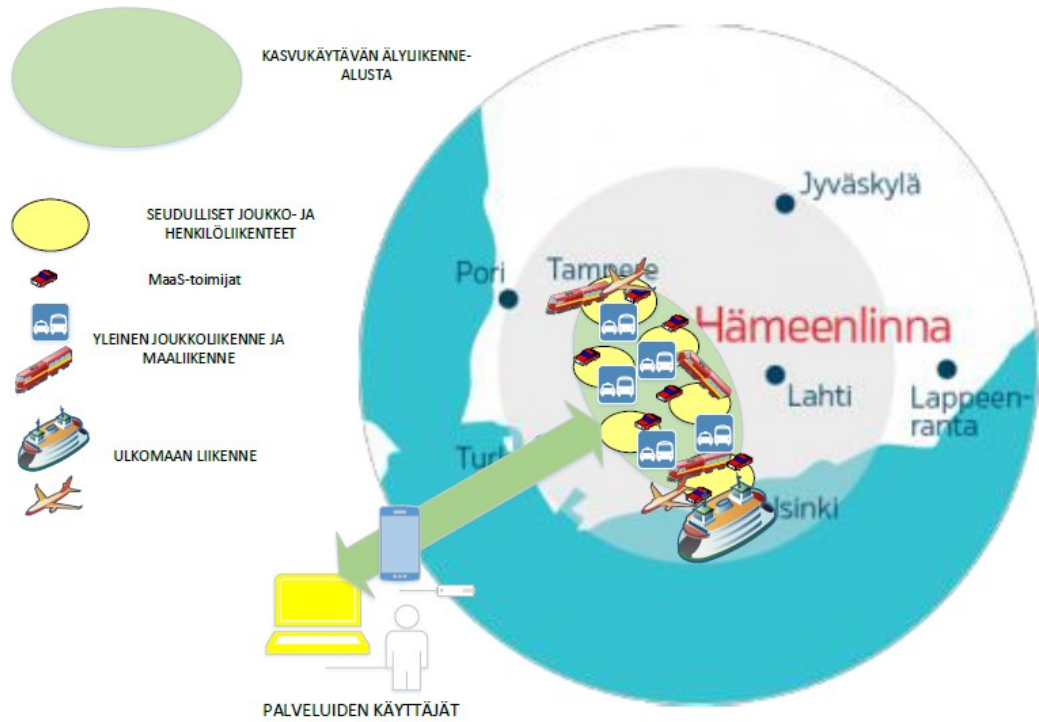 KASVUKÄYTÄVÄN ÄLYLIIKENNE-
ALUSTA
SEUDULLISET JOUKKO- JA
HENKILÖLIIKENTEET
MaaS-toimijat
YLEINEN JOUKKOLIIKENNE JA
MAALIIKENNE
ULKOMAAN LIIKENNE
Jyväskylä
Pori
Tampere
Hämeenlinna
Lahti
Lappeen-
ranta
PALVELUIDEN KÄYTTÄJÄT